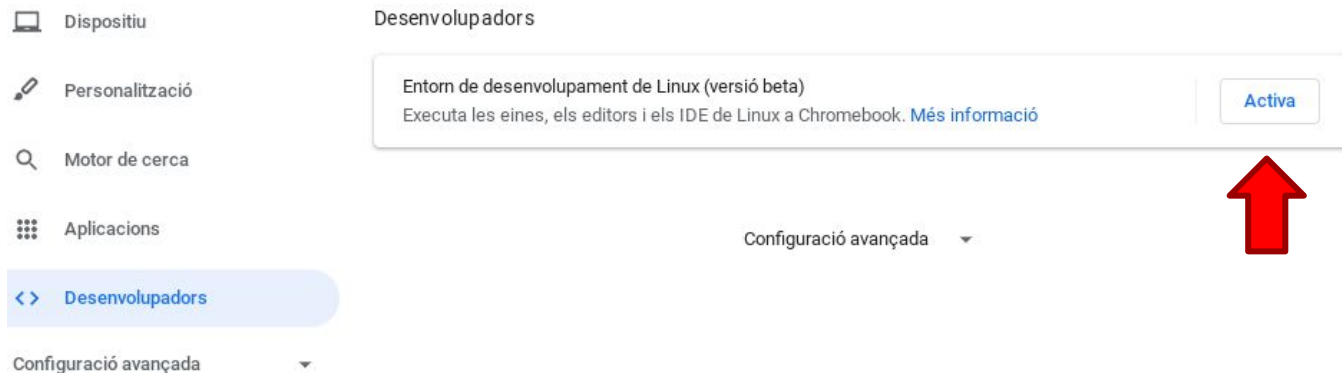 Dispositiu
Personalització
Motor de cerca
Aplicacions
Desenvolupadors
Configuració avançada
Desenvolupadors
Entorn de desenvolupament de Linux (versió beta)
Executa les eines, els editors i els IDE de Linux a Chromebook. Més informació
Activa
Configuració avançada